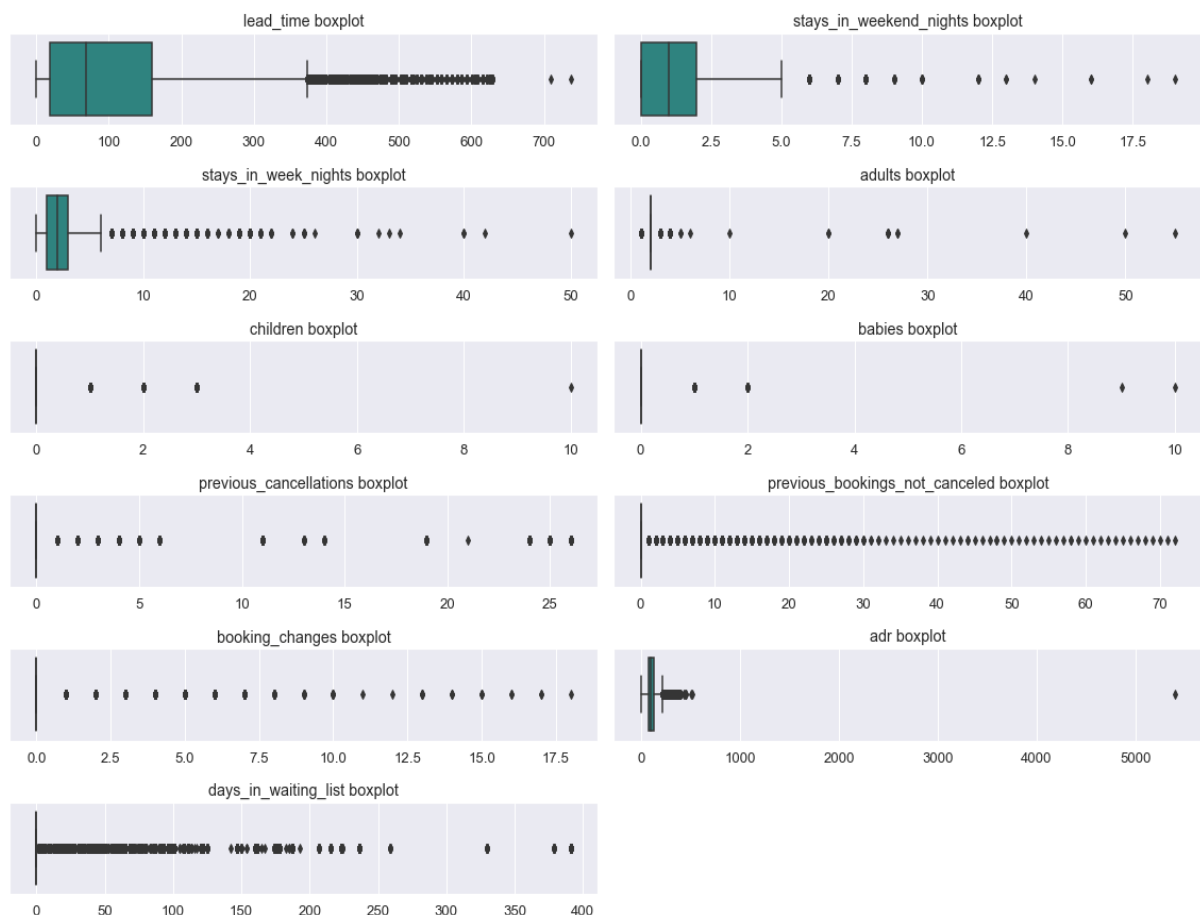 lead_time boxplot
0 100 200 300 400 500 600 700
stays_in_weekend_nights boxplot
0.0 2.5 5.0 7.5 10.0 12.5 15.0 17.5
stays_in_week_nights boxplot
0 10 20 30 40 50
adults boxplot
0 10 20 30 40 50
children boxplot
0 2 4 6 8 10
babies boxplot
0 2 4 6 8 10
previous_cancellations boxplot
0 5 10 15 20 25
previous_bookings_not_canceled boxplot
0 10 20 30 40 50 60 70
booking_changes boxplot
0.0 2.5 5.0 7.5 10.0 12.5 15.0 17.5
adr boxplot
0 1000 2000 3000 4000 5000
days_in_waiting_list boxplot
0 50 100 150 200 250 300 350 400